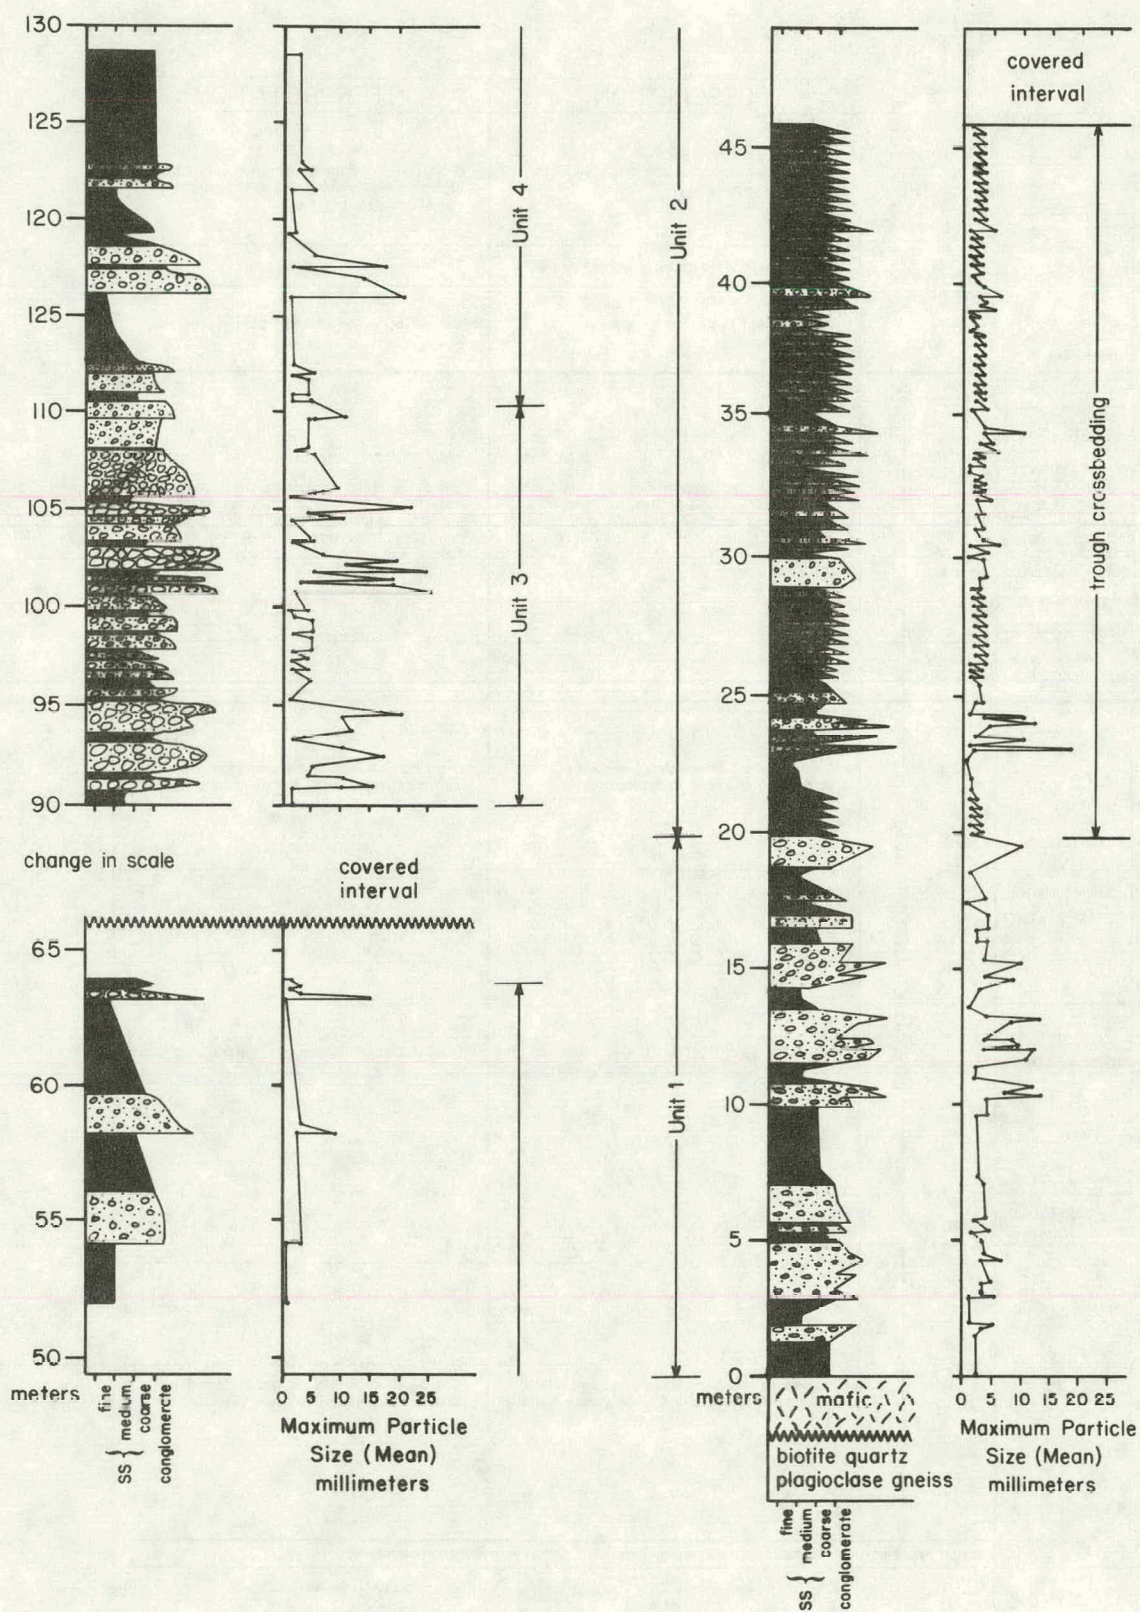 130
125
120
125
110
105
100
95
90
change in scale
covered
interval
65
60
55
50
meters
fine
medium
coarse
conglomercte
SS {
0 5 10 15 20 25
Maximum Particle
Size (Mean)
millimeters
Unit 4
Unit 3
Unit 2
Unit 1
45
40
35
30
25
20
15
10
5
0
meters
mafic
biotite quartz
plagioclase gneiss
fine
medium
coarse
conglomerate
SS {
covered
interval
trough crossbedding
0 5 10 15 20 25
Maximum Particle
Size (Mean)
millimeters